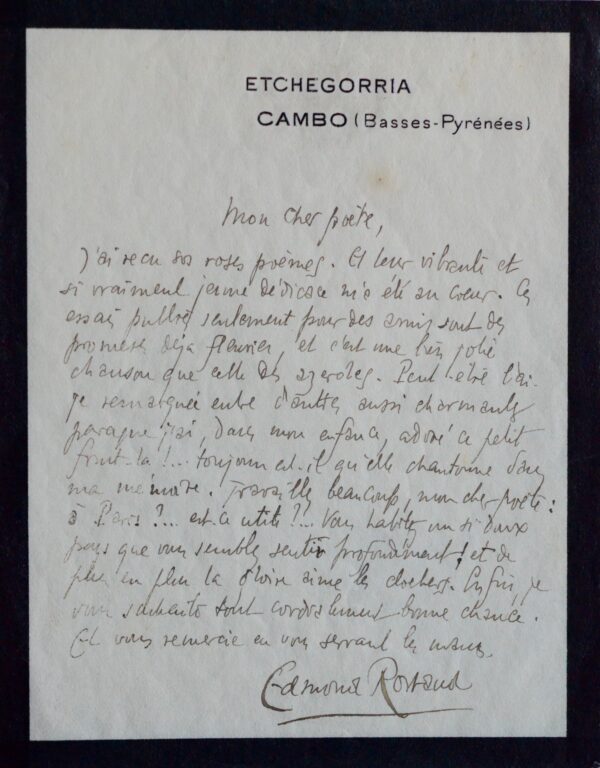 ETCHEGORRIA
CAMBO (Basses-Pyrénées)
Mon cher poète,
J'ai reçu vos roses poèmes. Et leur vibrante et
si vraiment jeune dédicace m'a été au coeur. Ces
essais publiés seulement pour des amis sont des
promesses déjà fleuries, et c'est une très jolie
chanson que celle des azeroles. Peut-être l'ai-
je remarquée entre d'autres aussi charmantes
parce que j'ai, dans mon enfance, adoré ce petit
fruit-là !... toujours est-il qu'elle chantonne dans
ma mémoire. Travaillez beaucoup, mon cher poète :
à Paris ?... est-ce utile ?... Vous habitez un si doux
pays que vous semblez sentir profondément ! et de
plus en plus la gloire aime les clochers. Enfin, je
vous souhaite tout cordialement bonne chance.
Et vous remercie en vous serrant les mains.
Edmond Rostand